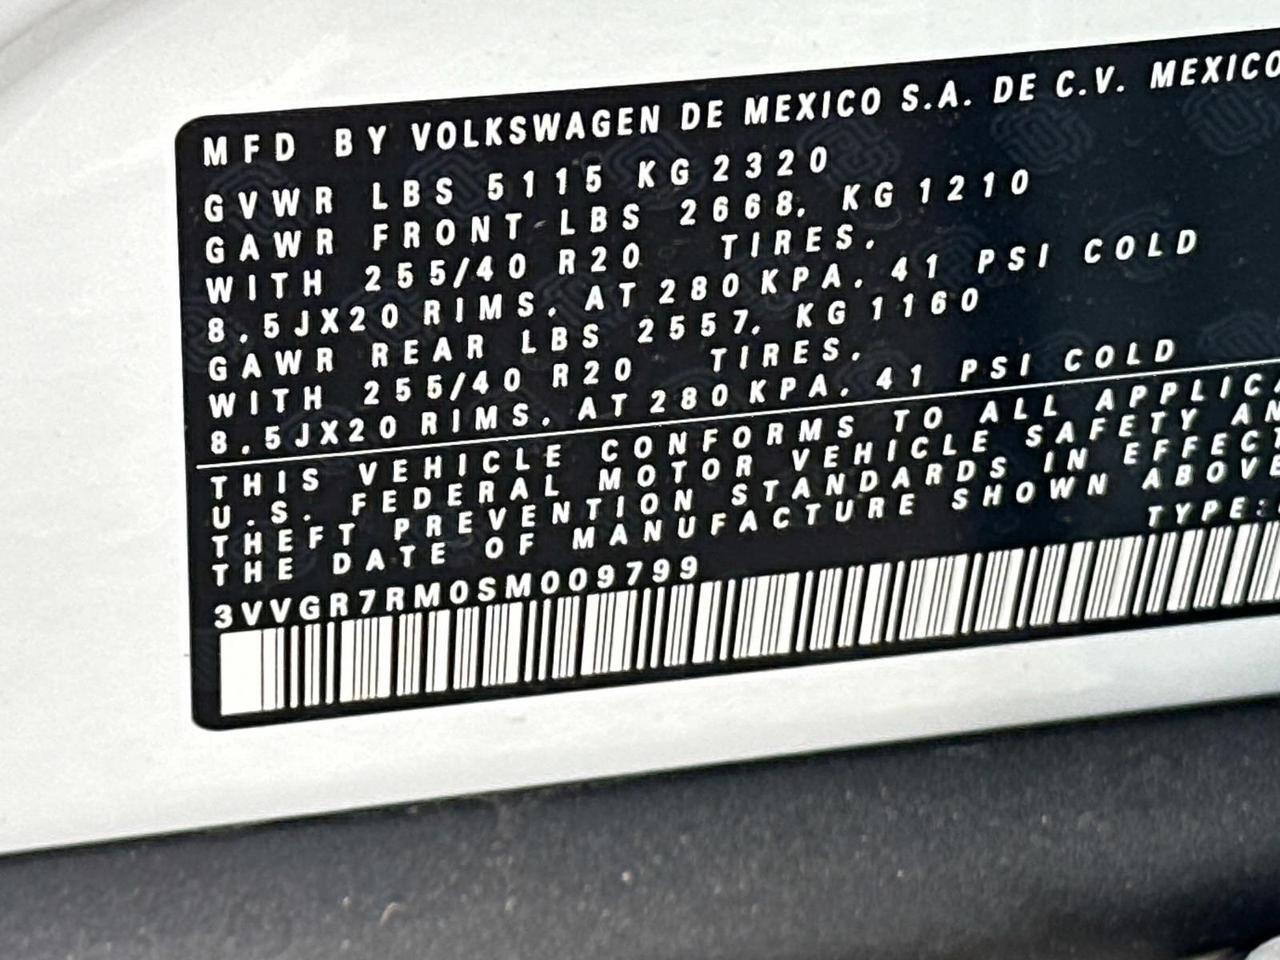 MFD BY VOLKSWAGEN DE MEXICO S.A. DE C.V. MEXICO
GVWR LBS 5115 KG 2320
GAWR FRONT LBS 2668. KG 1210
WITH 255/40 R20 TIRES.
8.5JX20 RIMS. AT 280 KPA. 41 PSI COLD
GAWR REAR LBS 2557. KG 1160
WITH 255/40 R20 TIRES.
8.5JX20 RIMS. AT 280 KPA. 41 PSI COLD
THIS VEHICLE CONFORMS TO ALL APPLICA
U.S. FEDERAL MOTOR VEHICLE SAFETY AN
THEFT PREVENTION STANDARDS IN EFFECT
THE DATE OF MANUFACTURE SHOWN ABOVE
TYPE:
3VVGR7RM0SM009799